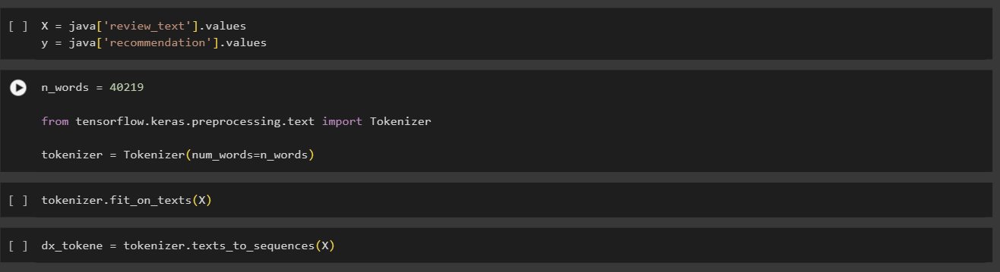 [ ] X = java['review_text'].values
y = java['recommendation'].values
n_words = 40219
from tensorflow.keras.preprocessing.text import Tokenizer
tokenizer = Tokenizer(num_words=n_words)
[ ] tokenizer.fit_on_texts(X)
[ ] dx_tokene = tokenizer.texts_to_sequences(X)